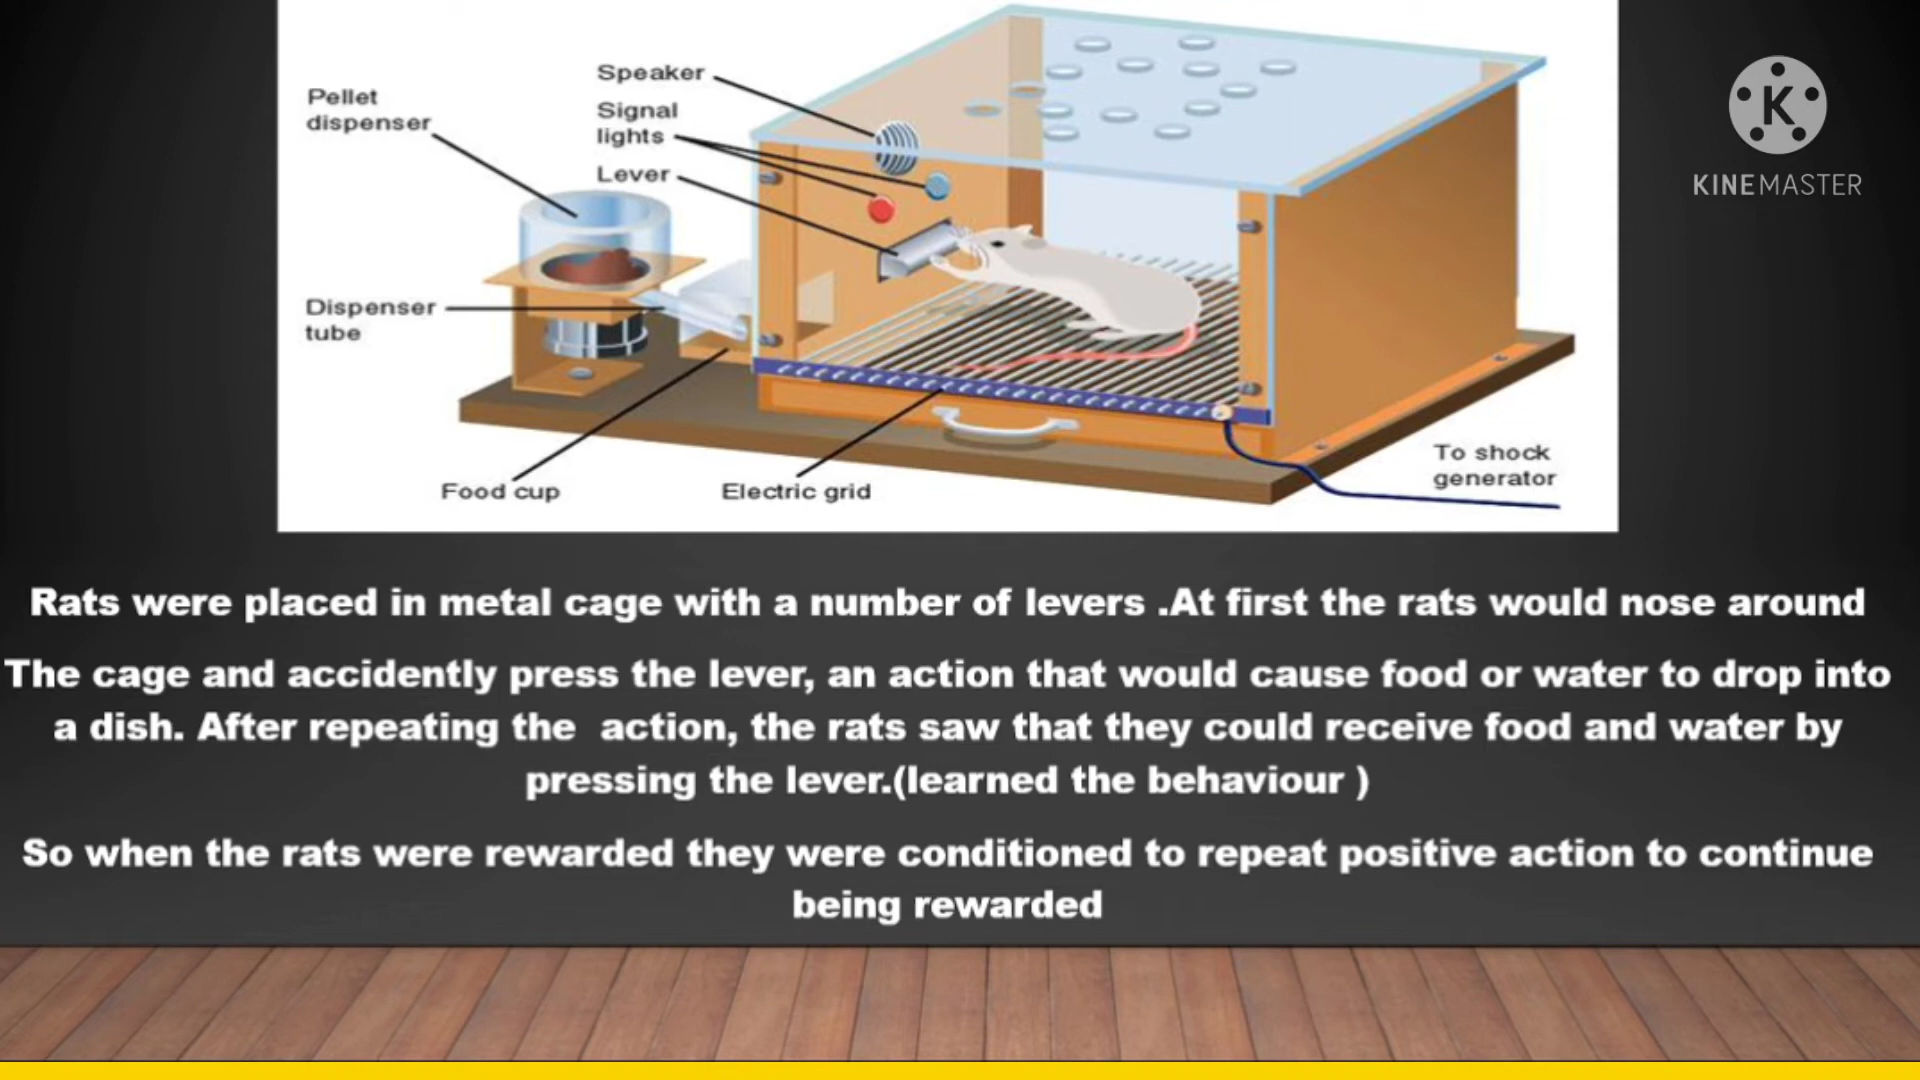 Speaker
Pellet
dispenser
Signal
lights
Lever
Dispenser
tube
Food cup
Electric grid
To shock
generator
K
KINEMASTER
Rats were placed in metal cage with a number of levers .At first the rats would nose around
The cage and accidently press the lever, an action that would cause food or water to drop into
a dish. After repeating the  action, the rats saw that they could receive food and water by
pressing the lever.(learned the behaviour )
So when the rats were rewarded they were conditioned to repeat positive action to continue
being rewarded